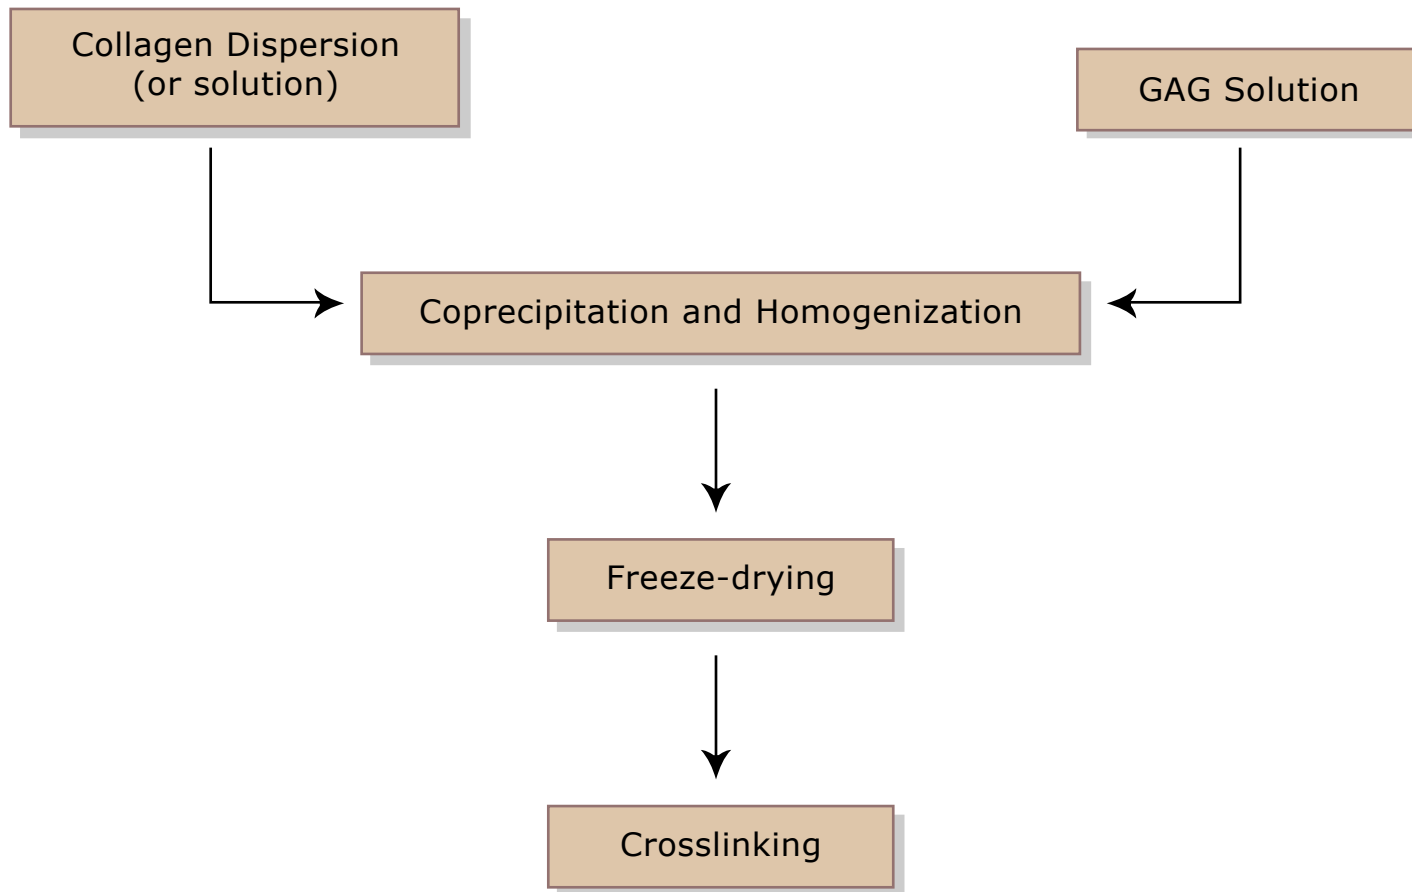 Collagen Dispersion
(or solution)
GAG Solution
Coprecipitation and Homogenization
Freeze-drying
Crosslinking